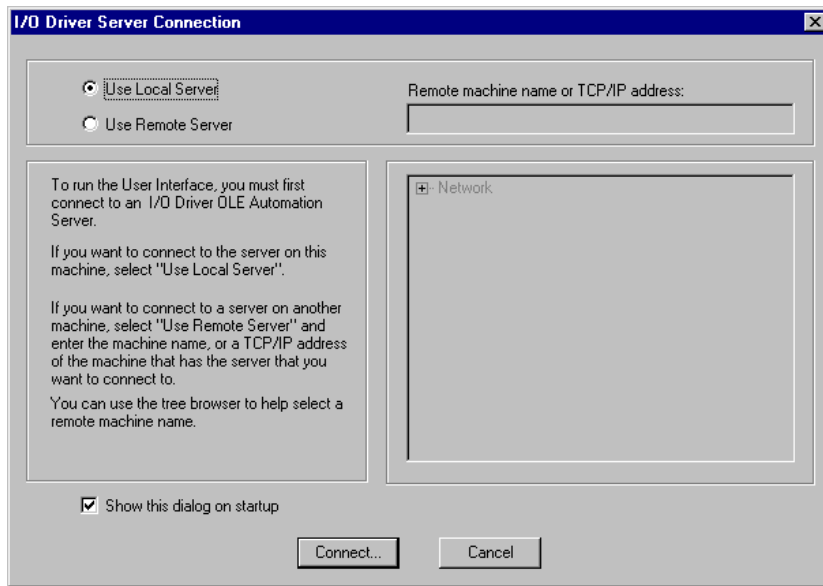 I/O Driver Server Connection
Use Local Server
Remote machine name or TCP/IP address:
Use Remote Server
To run the User Interface, you must first
connect to an I/O Driver OLE Automation
Server.
If you want to connect to the server on this
machine, select "Use Local Server".
If you want to connect to a server on another
machine, select "Use Remote Server" and
enter the machine name, or a TCP/IP address
of the machine that has the server that you
want to connect to.
You can use the tree browser to help select a
remote machine name.
Network
Show this dialog on startup
Connect...
Cancel